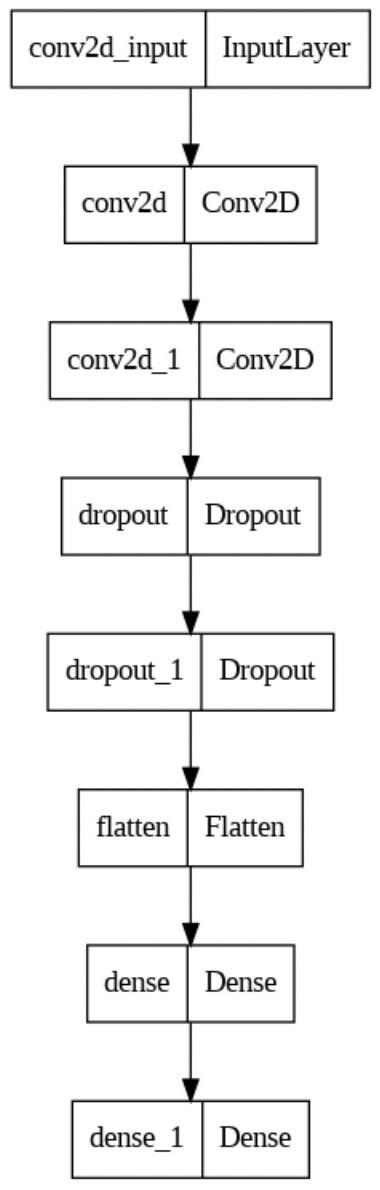 conv2d_input InputLayer
conv2d Conv2D
conv2d_1 Conv2D
dropout Dropout
dropout_1 Dropout
flatten Flatten
dense Dense
dense_1 Dense